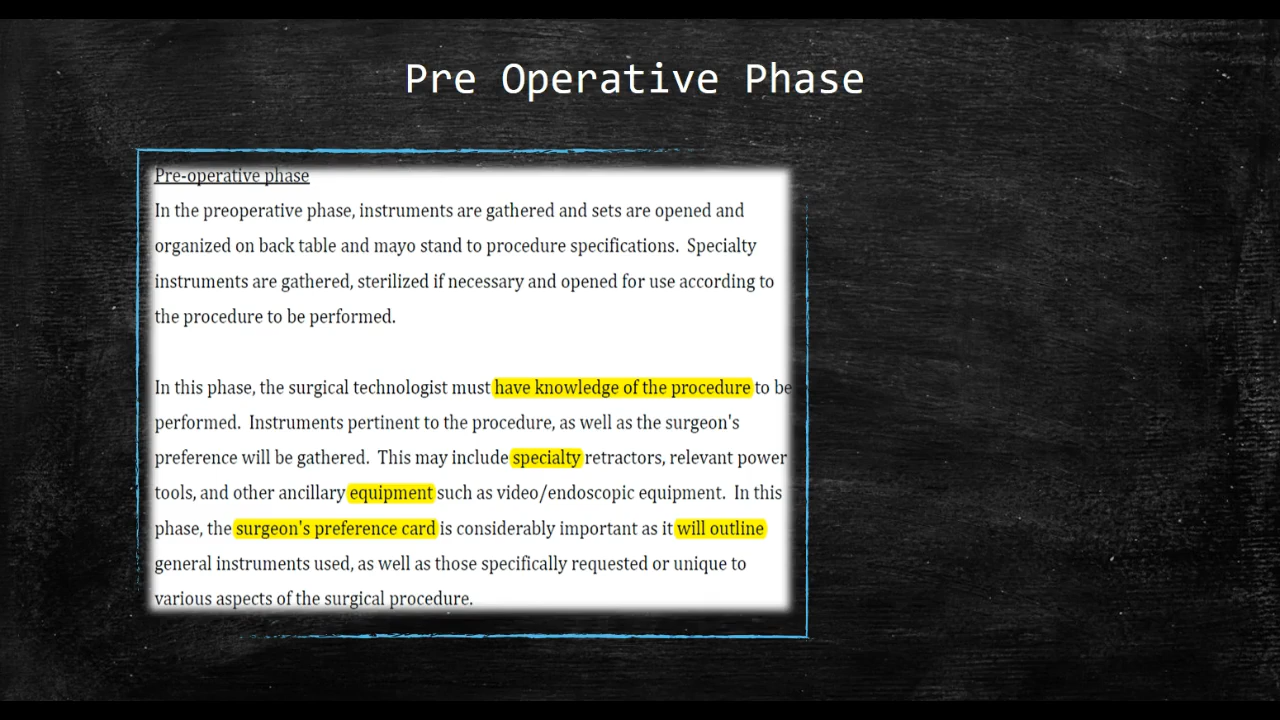 Pre Operative Phase
Pre-operative phase
In the preoperative phase, instruments are gathered and sets are opened and
organized on back table and mayo stand to procedure specifications.  Specialty
instruments are gathered, sterilized if necessary and opened for use according to
the procedure to be performed.
In this phase, the surgical technologist must have knowledge of the procedure to be
performed.  Instruments pertinent to the procedure, as well as the surgeon's
preference will be gathered.  This may include specialty retractors, relevant power
tools, and other ancillary equipment such as video/endoscopic equipment.  In this
phase, the surgeon's preference card is considerably important as it will outline
general instruments used, as well as those specifically requested or unique to
various aspects of the surgical procedure.